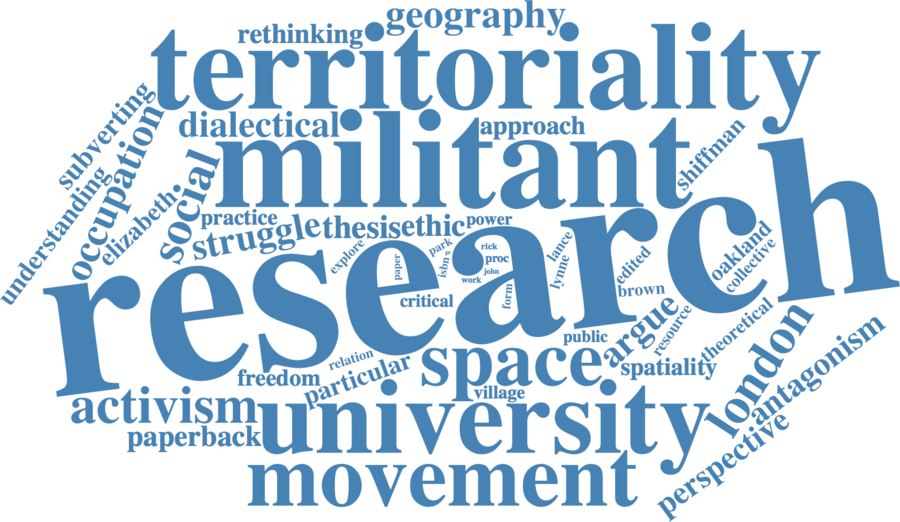 geography
rethinking
territoriality
subverting
dialectical
approach
militant
shiffman
occupation
understanding
elizabeth
social
practice
struggle
thesis
ethic
power
research
explore
paper
park
isbn
rick
proc
john
work
form
critical
lance
lynne
edited
brown
oakland
collective
public
argue
resource
theoretical
relation
freedom
particular
space
spatiality
village
london
antagonism
activism
university
paperback
perspective
movement